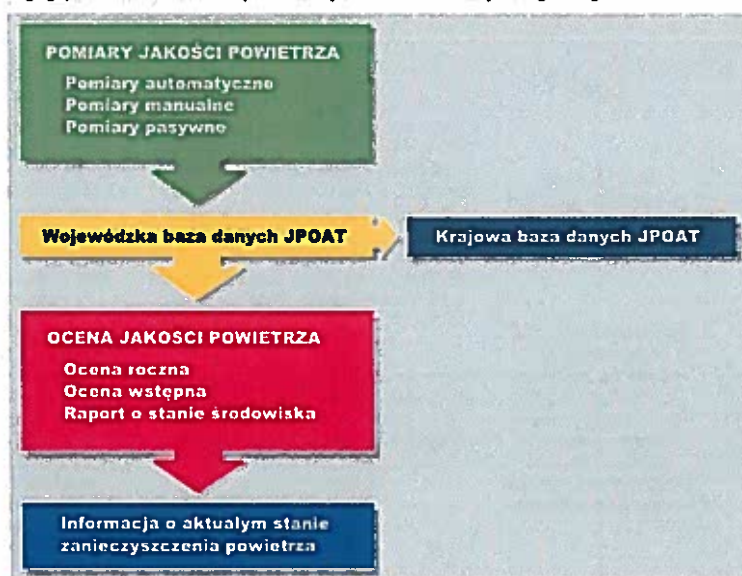 POMIARY JAKOŚCI POWIETRZA
Pomiary automatyczne
Pomiary manualne
Pomiary pasywne
Wojewódzka baza danych JPOAT
Krajowa baza danych JPOAT
OCENA JAKOŚCI POWIETRZA
Ocena roczna
Ocena wstępna
Raport o stanie środowiska
Informacja o aktualym stanie
zanieczyszczenia powietrza